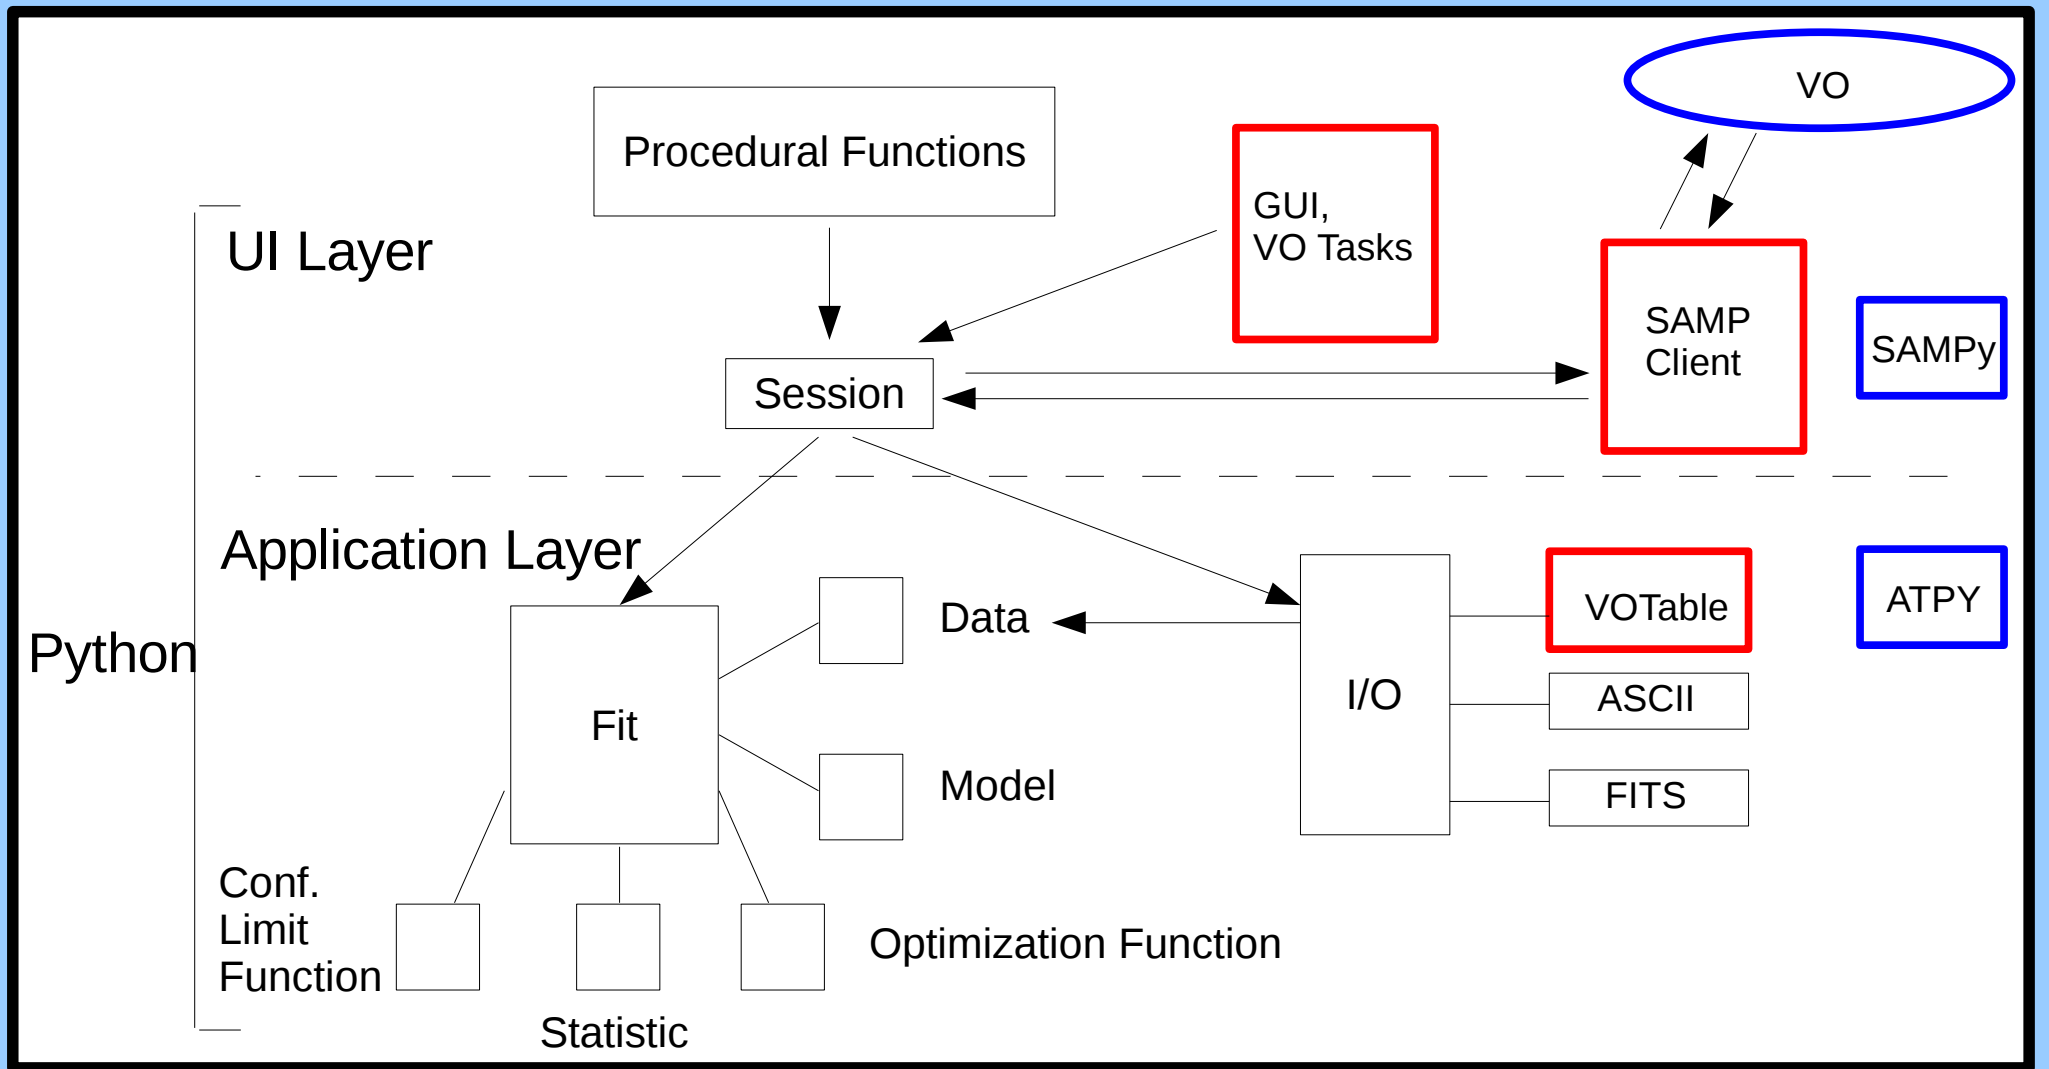 VO
Procedural Functions
GUI,
VO Tasks
UI Layer
SAMP
Client
SAMPy
Session
Application Layer
Python
Data
VOTable
ATPY
Fit
I/O
ASCII
Model
FITS
Conf.
Limit
Function
Optimization Function
Statistic